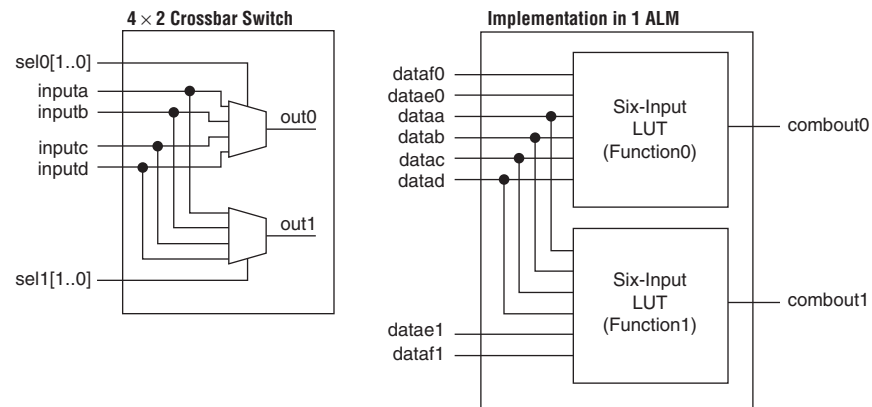 4 × 2 Crossbar Switch
sel0[1..0]
inputa
inputb
inputc
inputd
out0
out1
sel1[1..0]
Implementation in 1 ALM
dataf0
datae0
dataa
datab
datac
datad
Six-Input
LUT
(Function0)
combout0
Six-Input
LUT
(Function1)
combout1
datae1
dataf1